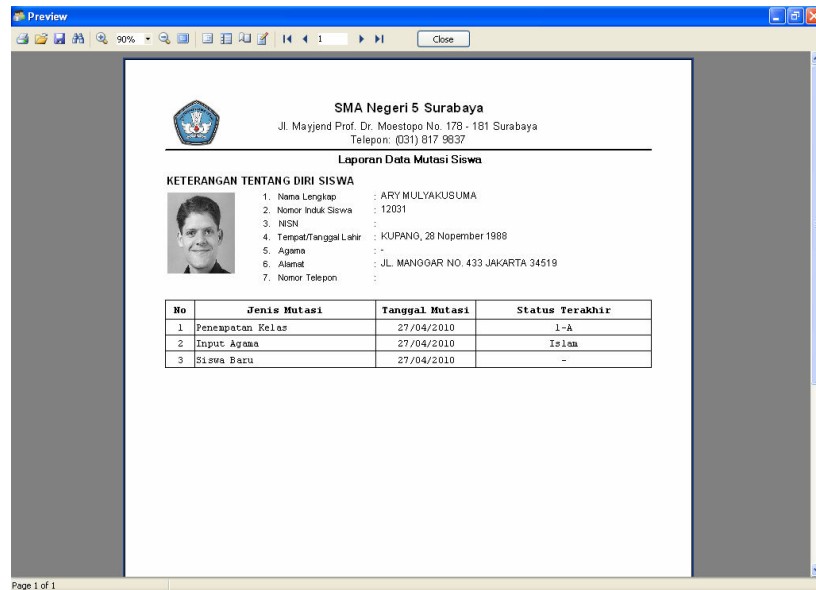 Preview
90%
1
Close
SMA Negeri 5 Surabaya
Jl. Mayjend Prof. Dr. Moestopo No. 178 - 181 Surabaya
Telepon: (031) 817 9837
Laporan Data Mutasi Siswa
KETERANGAN TENTANG DIRI SISWA
1. Nama Lengkap : ARY MULYAKUSUMA
2. Nomor Induk Siswa : 12031
3. NISN :
4. Tempat/Tanggal Lahir : KUPANG, 28 Nopember 1988
5. Agama : -
6. Alamat : JL. MANGGAR NO. 433 JAKARTA 34519
7. Nomor Telepon :
No Jenis Mutasi Tanggal Mutasi Status Terakhir
1 Penempatan Kelas 27/04/2010 1-A
2 Input Agama 27/04/2010 Islam
3 Siswa Baru 27/04/2010 -
Page 1 of 1